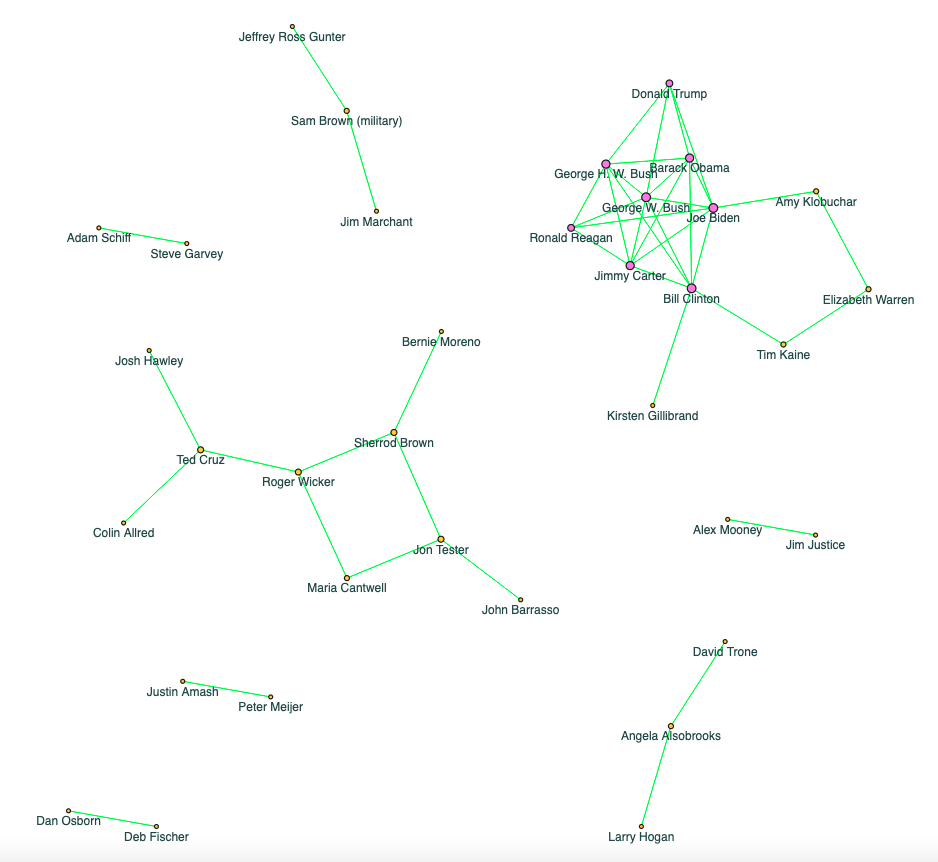 Jeffrey Ross Gunter
Donald Trump
Sam Brown (military)
Barack Obama
George H. W. Bush
Amy Klobuchar
George W. Bush
Joe Biden
Jim Marchant
Adam Schiff
Ronald Reagan
Steve Garvey
Jimmy Carter
Bill Clinton
Elizabeth Warren
Bernie Moreno
Tim Kaine
Josh Hawley
Kirsten Gillibrand
Sherrod Brown
Ted Cruz
Roger Wicker
Alex Mooney
Colin Allred
Jim Justice
Jon Tester
Maria Cantwell
John Barrasso
David Trone
Justin Amash
Peter Meijer
Angela Alsobrooks
Dan Osborn
Deb Fischer
Larry Hogan